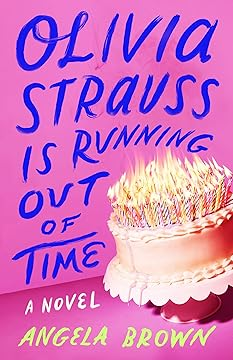 OLIVIA
STRAUSS
IS RUNNING
OUT
OF
TIME
A NOVEL
ANGELA BROWN